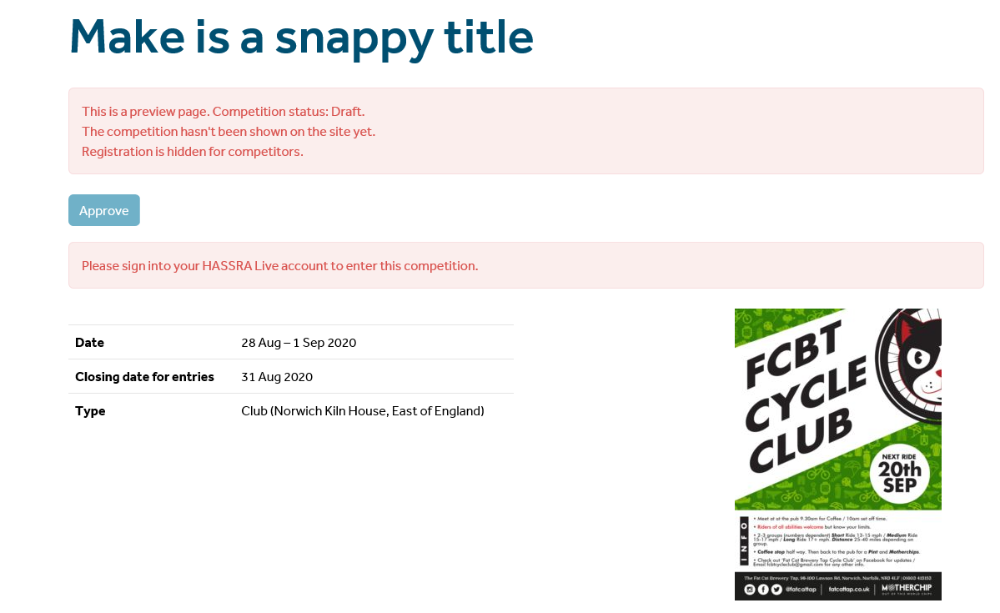 Make is a snappy title
This is a preview page. Competition status: Draft.
The competition hasn't been shown on the site yet.
Registration is hidden for competitors.
Approve
Please sign into your HASSRA Live account to enter this competition.
Date 28 Aug – 1 Sep 2020
Closing date for entries 31 Aug 2020
Type Club (Norwich Kiln House, East of England)
FCBT
CYCLE
CLUB
NEXT RIDE
20th
SEP
INFO
• Meet at at the pub 9.30am for Coffee / 10am set off time.
• Riders of all abilities welcome but know your limits.
• 2-3 groups (numbers dependent) Short Ride 13-15 mph / Medium Ride
15-17 mph / Long Ride 17+ mph. Distance 25-40 miles depending on
group.
• Coffee stop half way. Then back to the pub for a Pint and Motherchips.
• Check out 'Fat Cat Brewery Tap Cycle Club' on Facebook for updates /
Email fcbtcycleclub@gmail.com for any other info.
The Fat Cat Brewery Tap, 98-100 Lawson Rd, Norwich, Norfolk, NR3 4LF | 01603 413153
@fatcattap | fatcattap.co.uk | MOTHERCHIP
OUT OF THIS WORLD CHIPS